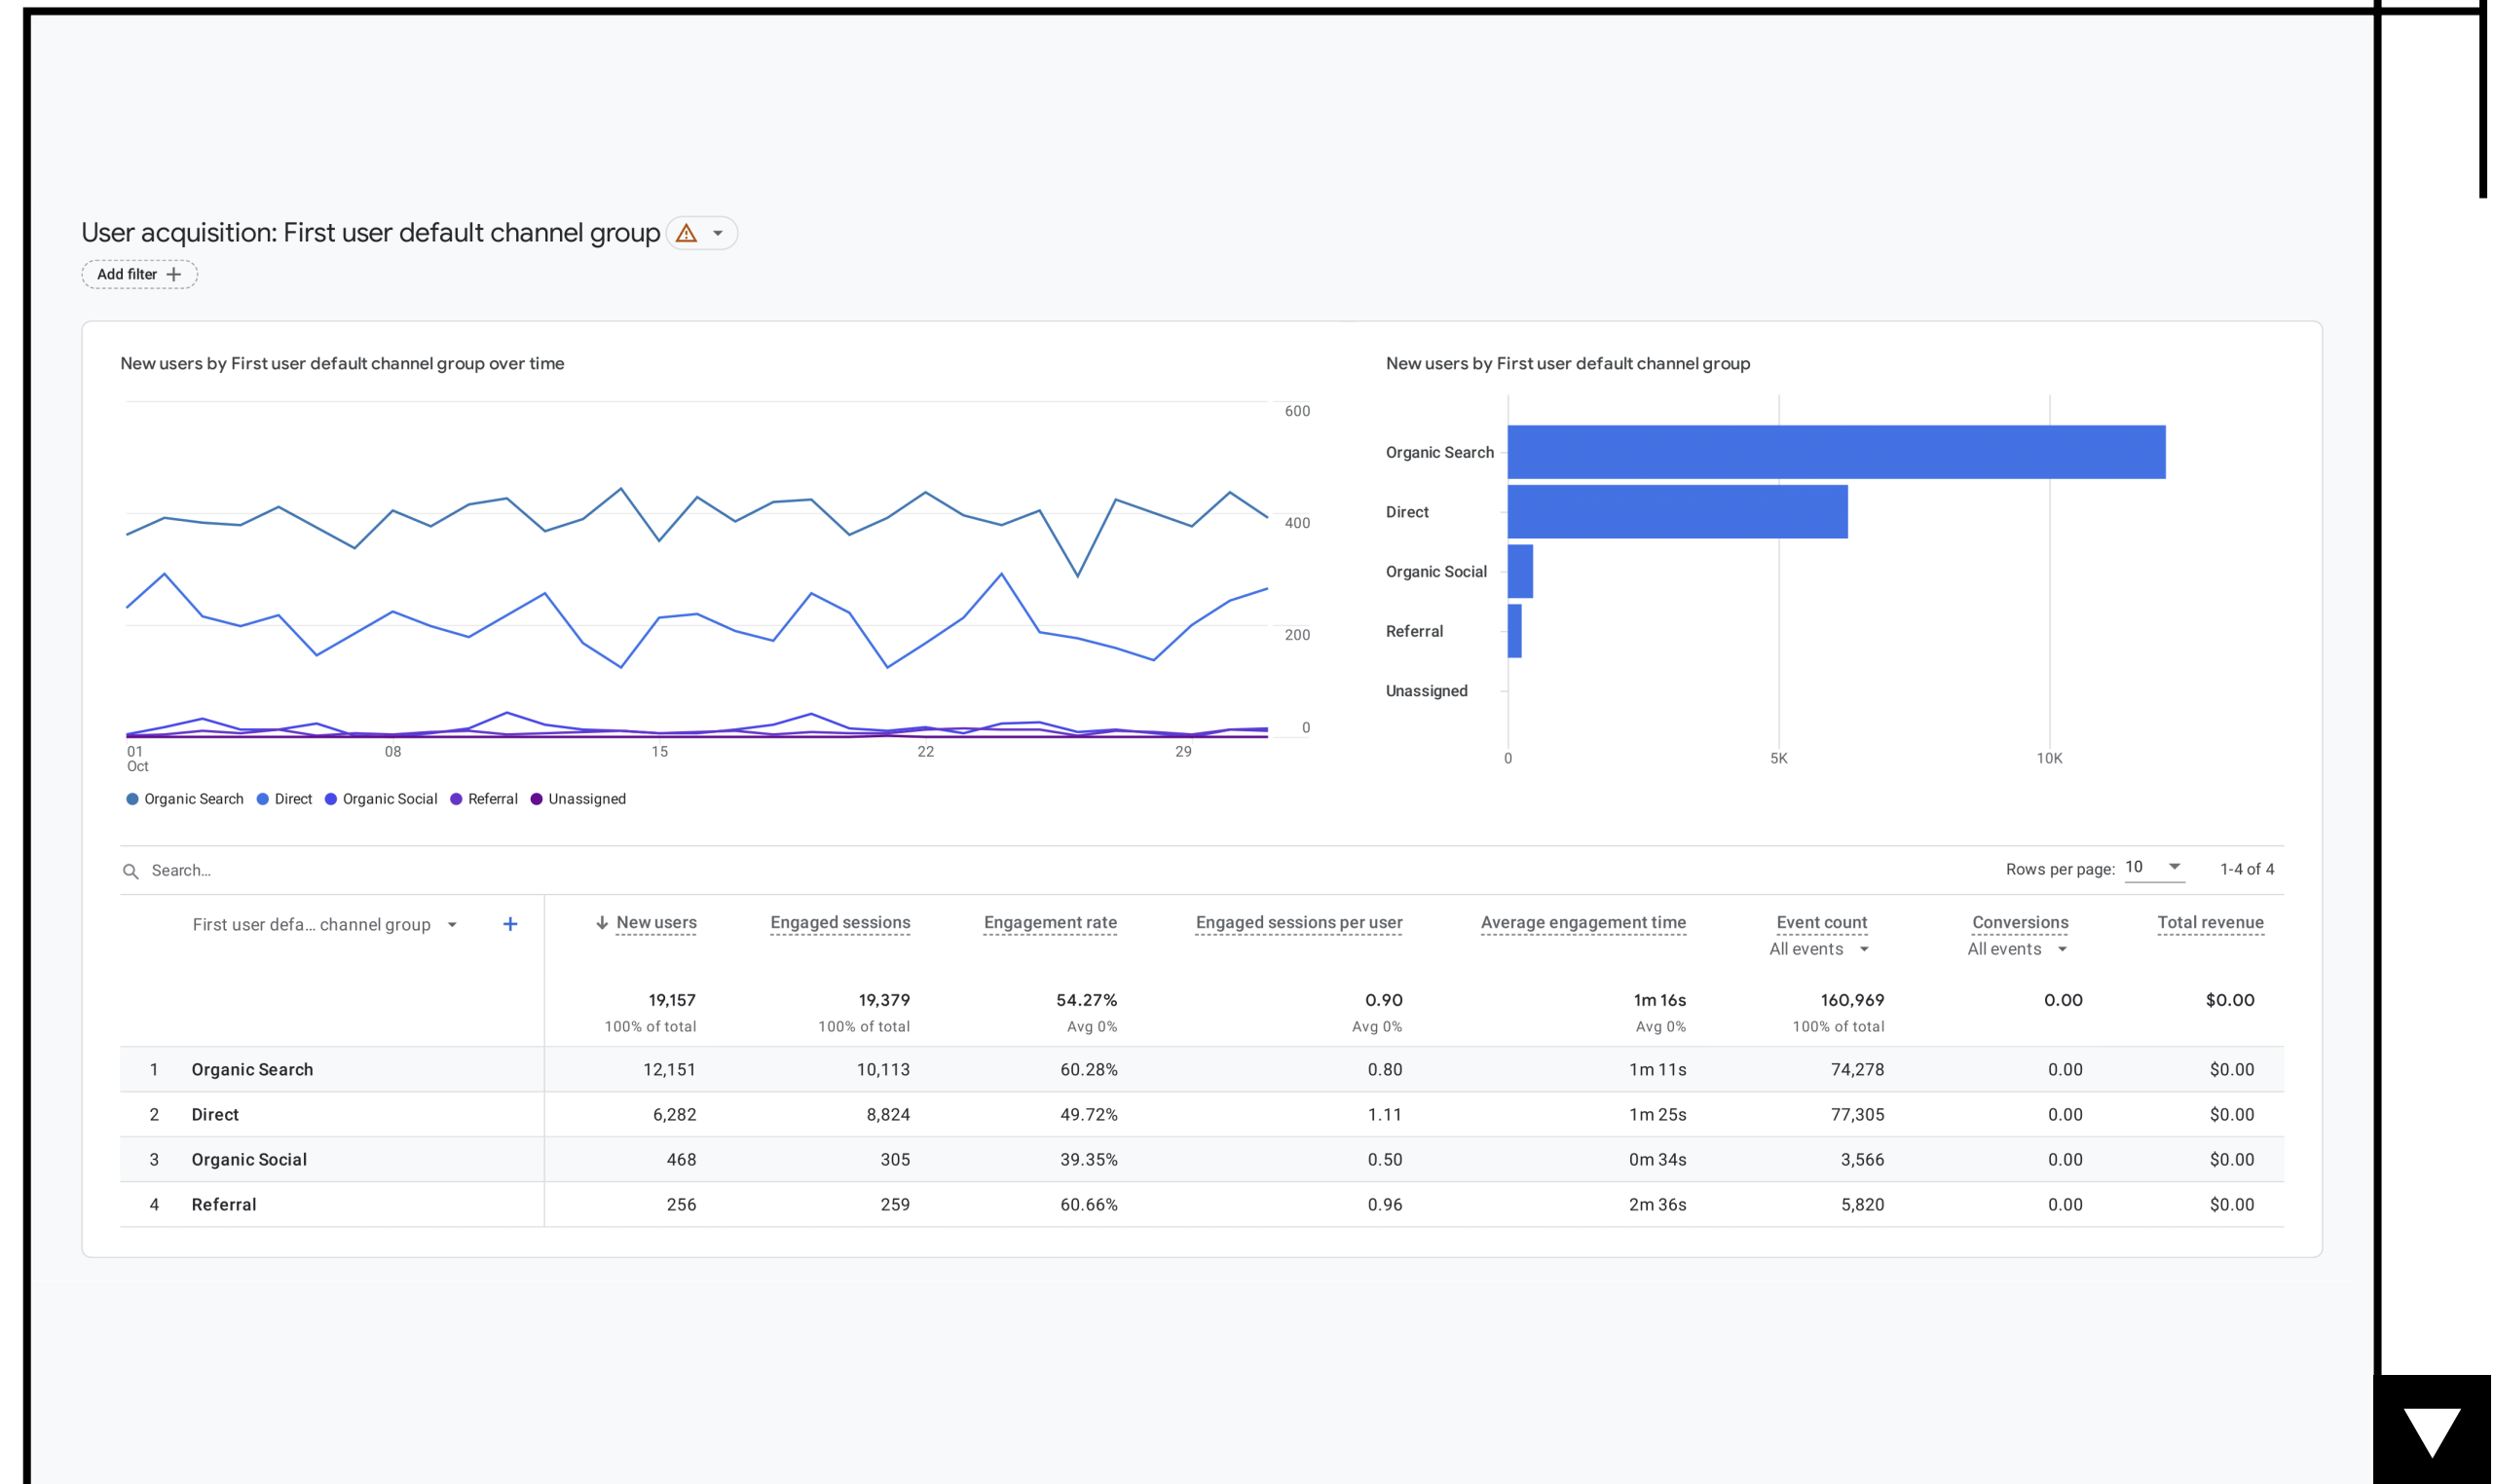 User acquisition: First user default channel group
Add filter
New users by First user default channel group over time
600
400
200
0
01 08 15 22 29
Oct
Organic Search Direct Organic Social Referral Unassigned
New users by First user default channel group
Organic Search
Direct
Organic Social
Referral
Unassigned
0 5K 10K
Search...
Rows per page: 10 1-4 of 4
First user defa... channel group + ↓ New users Engaged sessions Engagement rate Engaged sessions per user Average engagement time Event count Conversions Total revenue
All events All events
19,157 19,379 54.27% 0.90 1m 16s 160,969 0.00 $0.00
100% of total 100% of total Avg 0% Avg 0% Avg 0% 100% of total
1 Organic Search 12,151 10,113 60.28% 0.80 1m 11s 74,278 0.00 $0.00
2 Direct 6,282 8,824 49.72% 1.11 1m 25s 77,305 0.00 $0.00
3 Organic Social 468 305 39.35% 0.50 0m 34s 3,566 0.00 $0.00
4 Referral 256 259 60.66% 0.96 2m 36s 5,820 0.00 $0.00